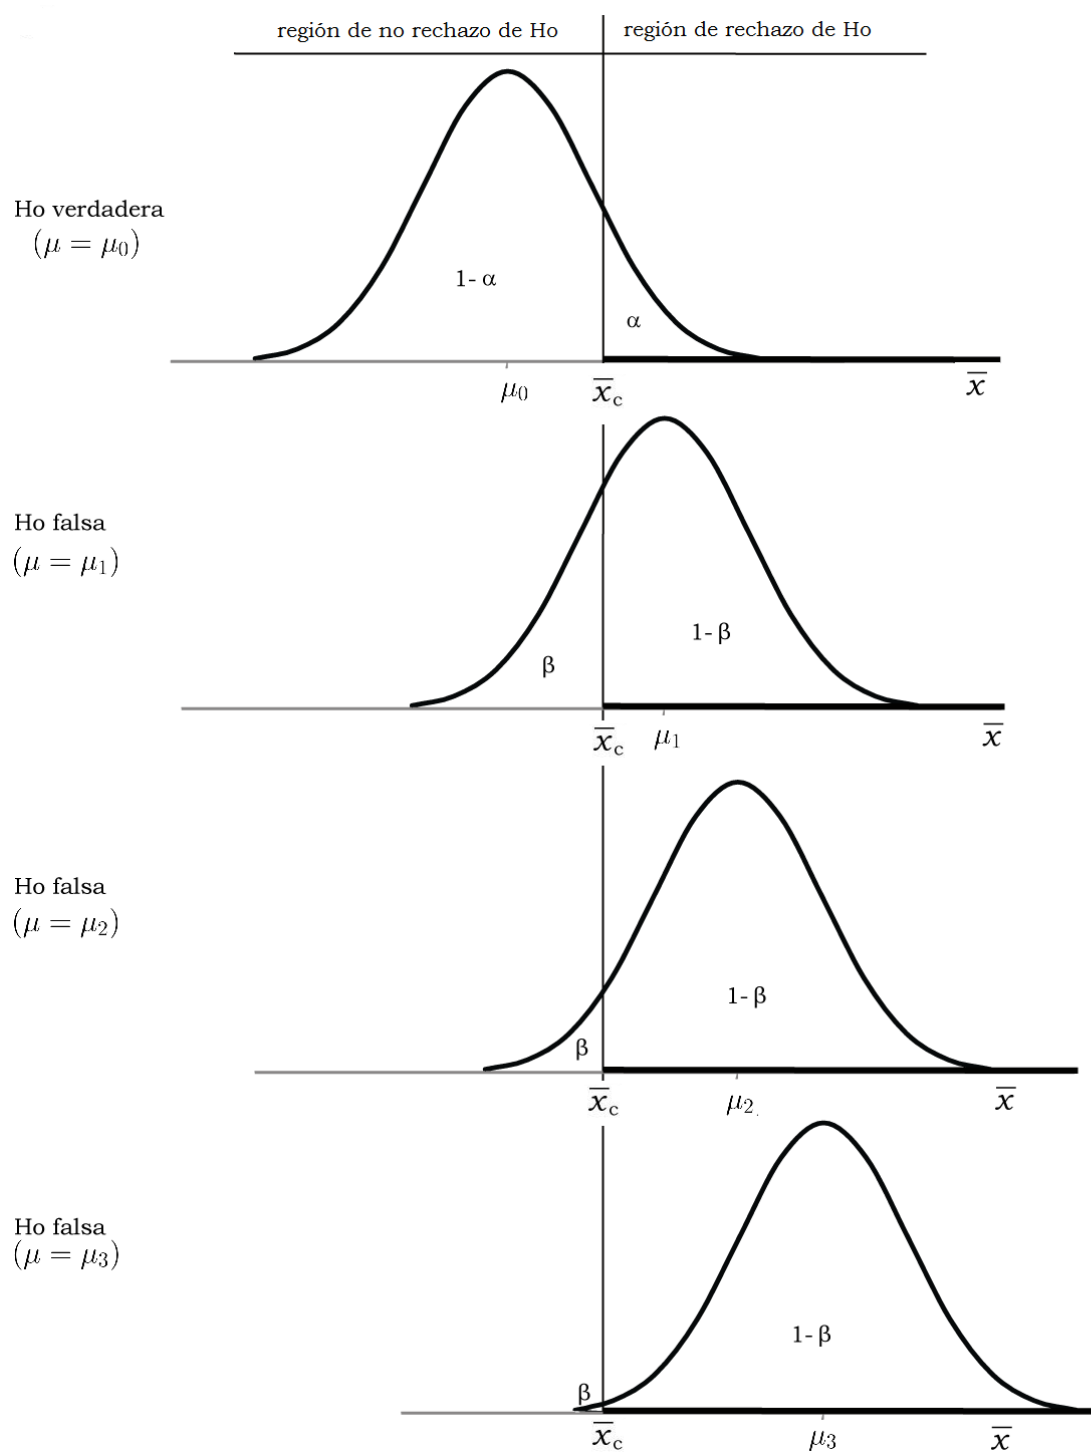 región de no rechazo de Ho
región de rechazo de Ho
Ho verdadera
(μ = μ₀)
1- α
α
μ₀
x̅c
x̅
Ho falsa
(μ = μ₁)
β
1- β
x̅c
μ₁
x̅
Ho falsa
(μ = μ₂)
β
1- β
x̅c
μ₂
x̅
Ho falsa
(μ = μ₃)
β
1- β
x̅c
μ₃
x̅